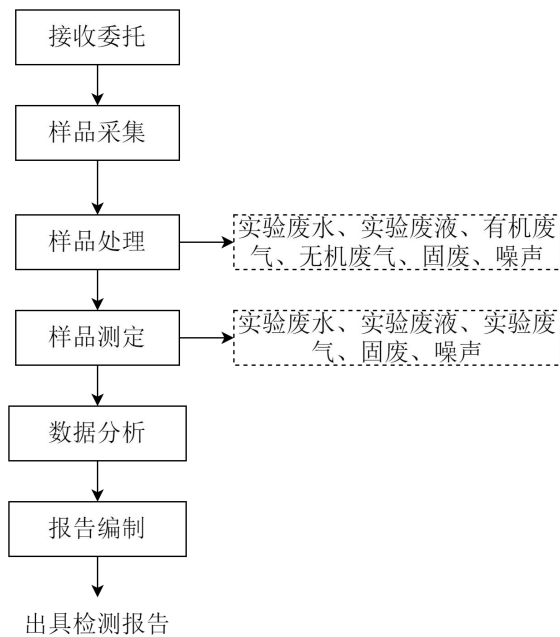 接收委托
样品采集
样品处理
实验废水、实验废液、有机废
气、无机废气、固废、噪声
样品测定
实验废水、实验废液、实验废
气、固废、噪声
数据分析
报告编制
出具检测报告